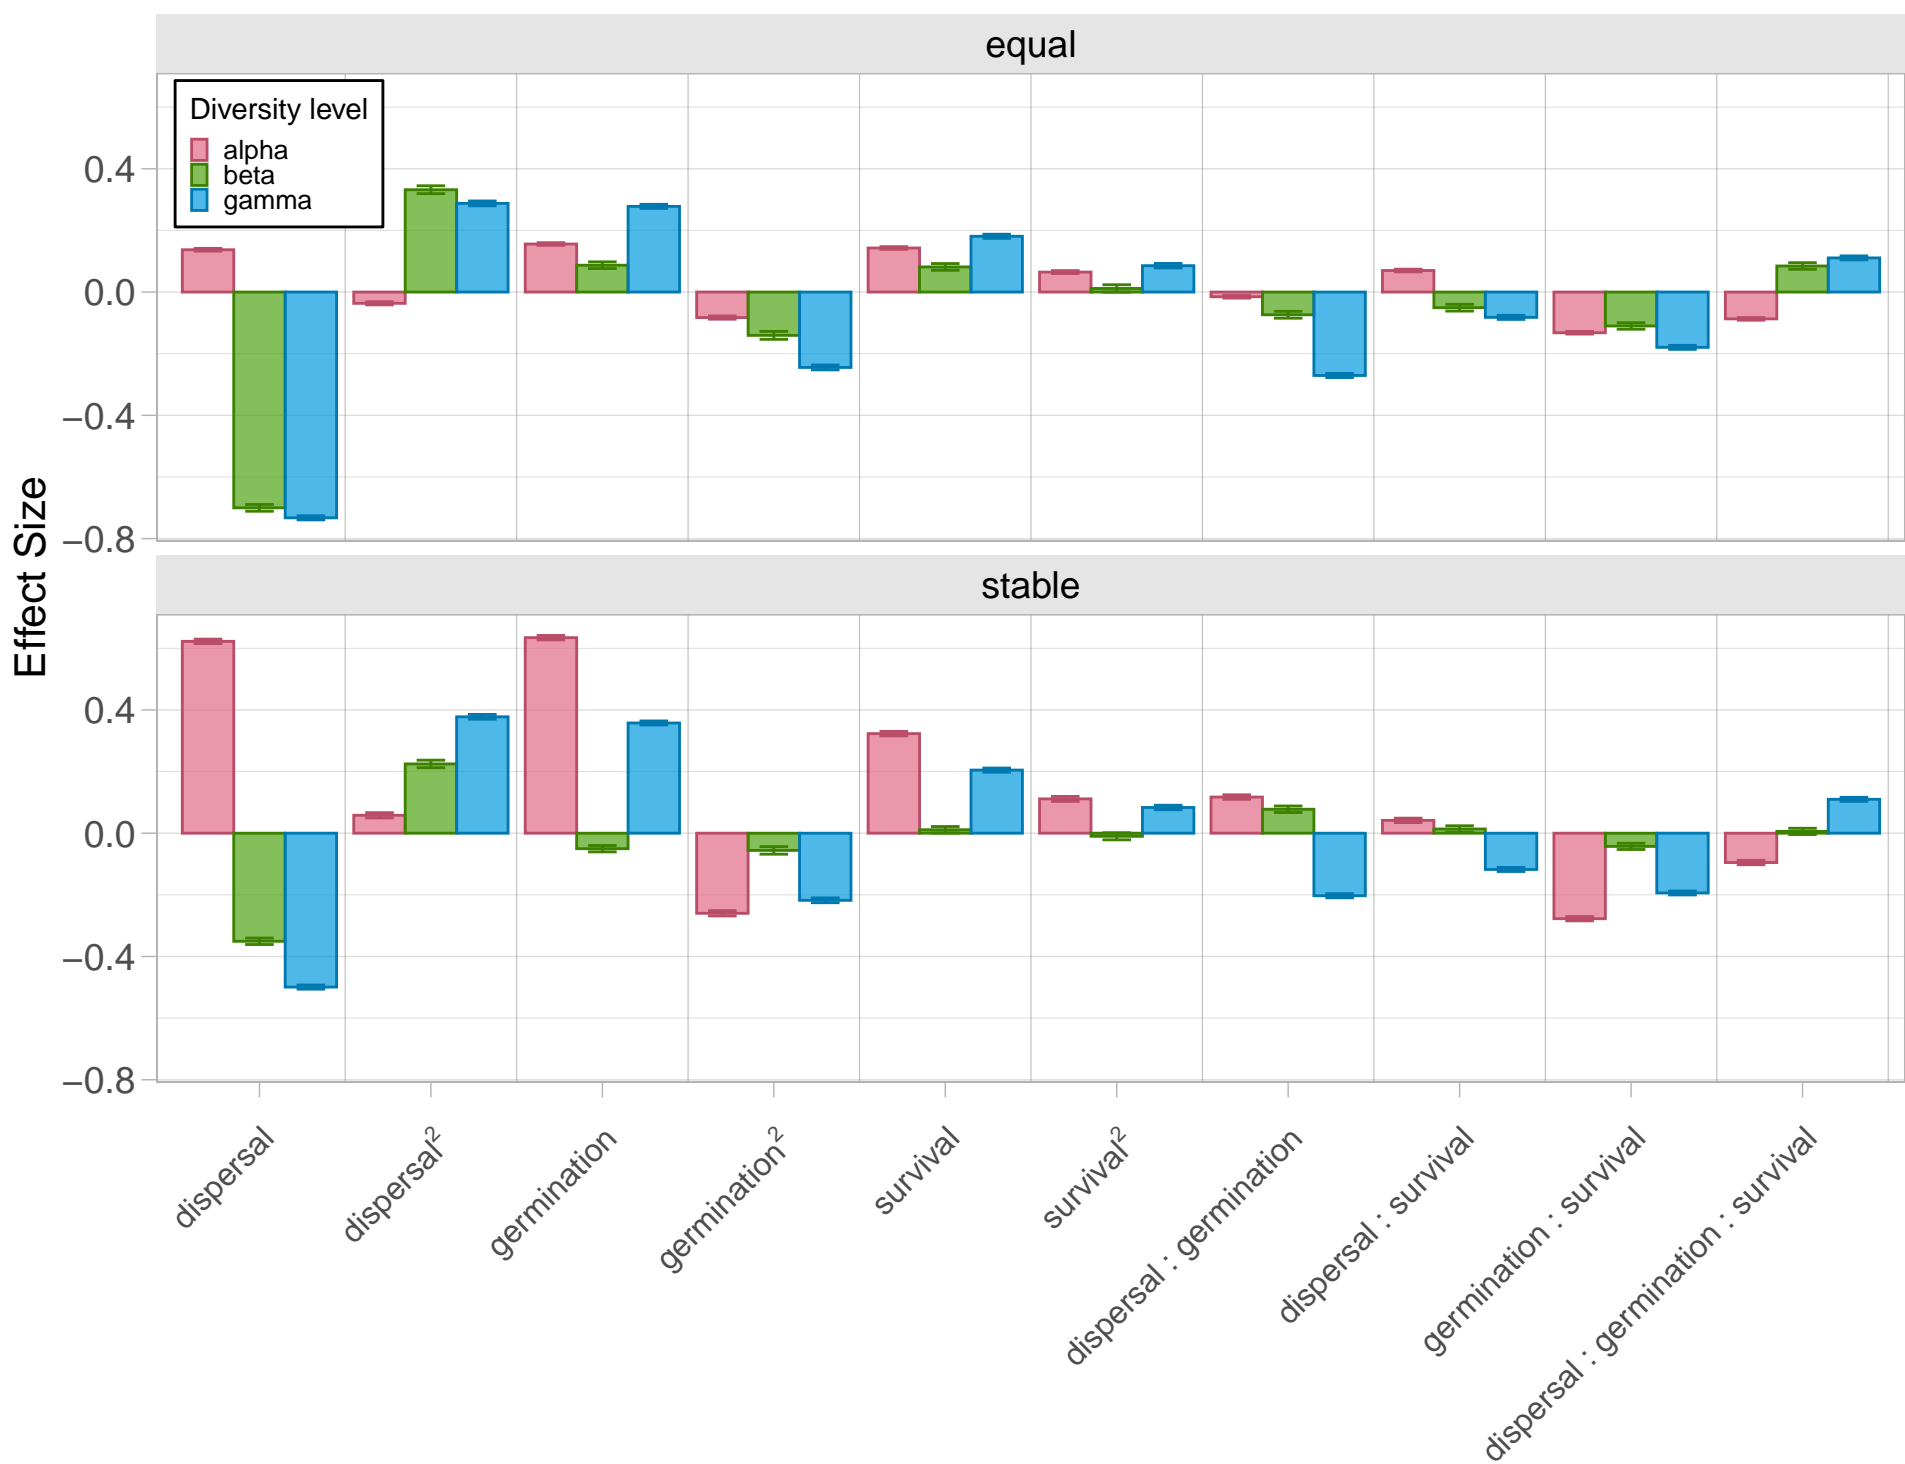 equal
Diversity level
alpha
beta
gamma
0.4
0.0
−0.4
−0.8
Effect Size
stable
0.4
0.0
−0.4
−0.8
dispersal
dispersal²
germination
germination²
survival
survival²
dispersal : germination
dispersal : survival
germination : survival
dispersal : germination : survival